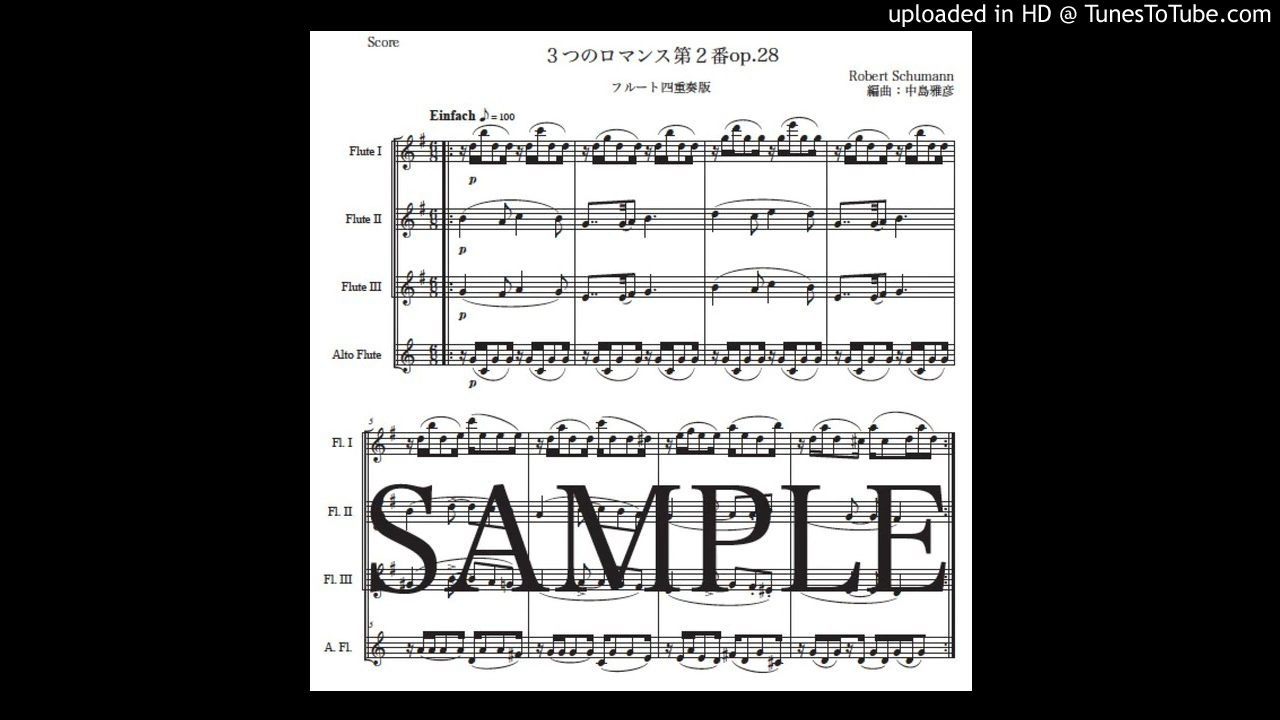 uploaded in HD @ TunesToTube.com
Score
３つのロマンス第２番op.28
フルート四重奏版
Robert Schumann
編曲：中島雅彦
Einfach ♪= 100
Flute I
p
Flute II
p
Flute III
p
Alto Flute
p
5
Fl. I
Fl. II
SAMPLE
Fl. III
5
A. Fl.